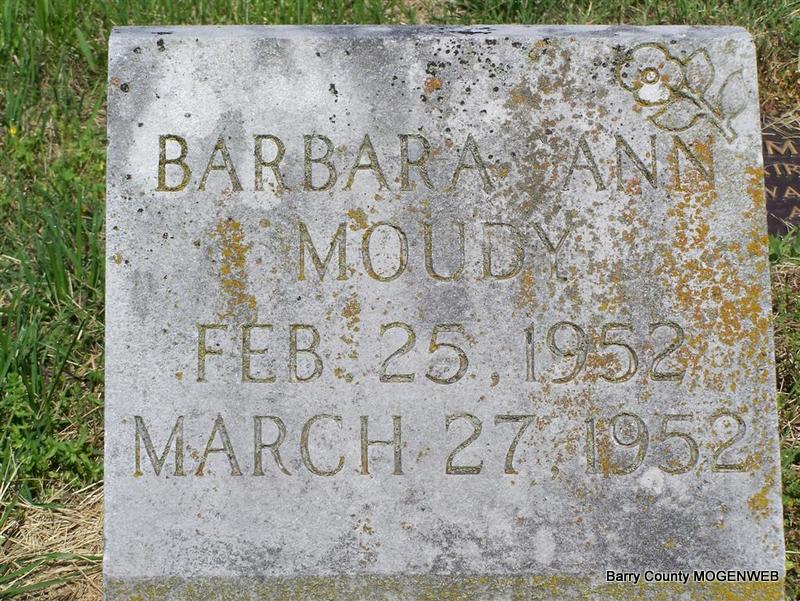 BARBARA ANN
MOUDY
FEB. 25, 1952
MARCH 27 1952
Barry County MOGENWEB